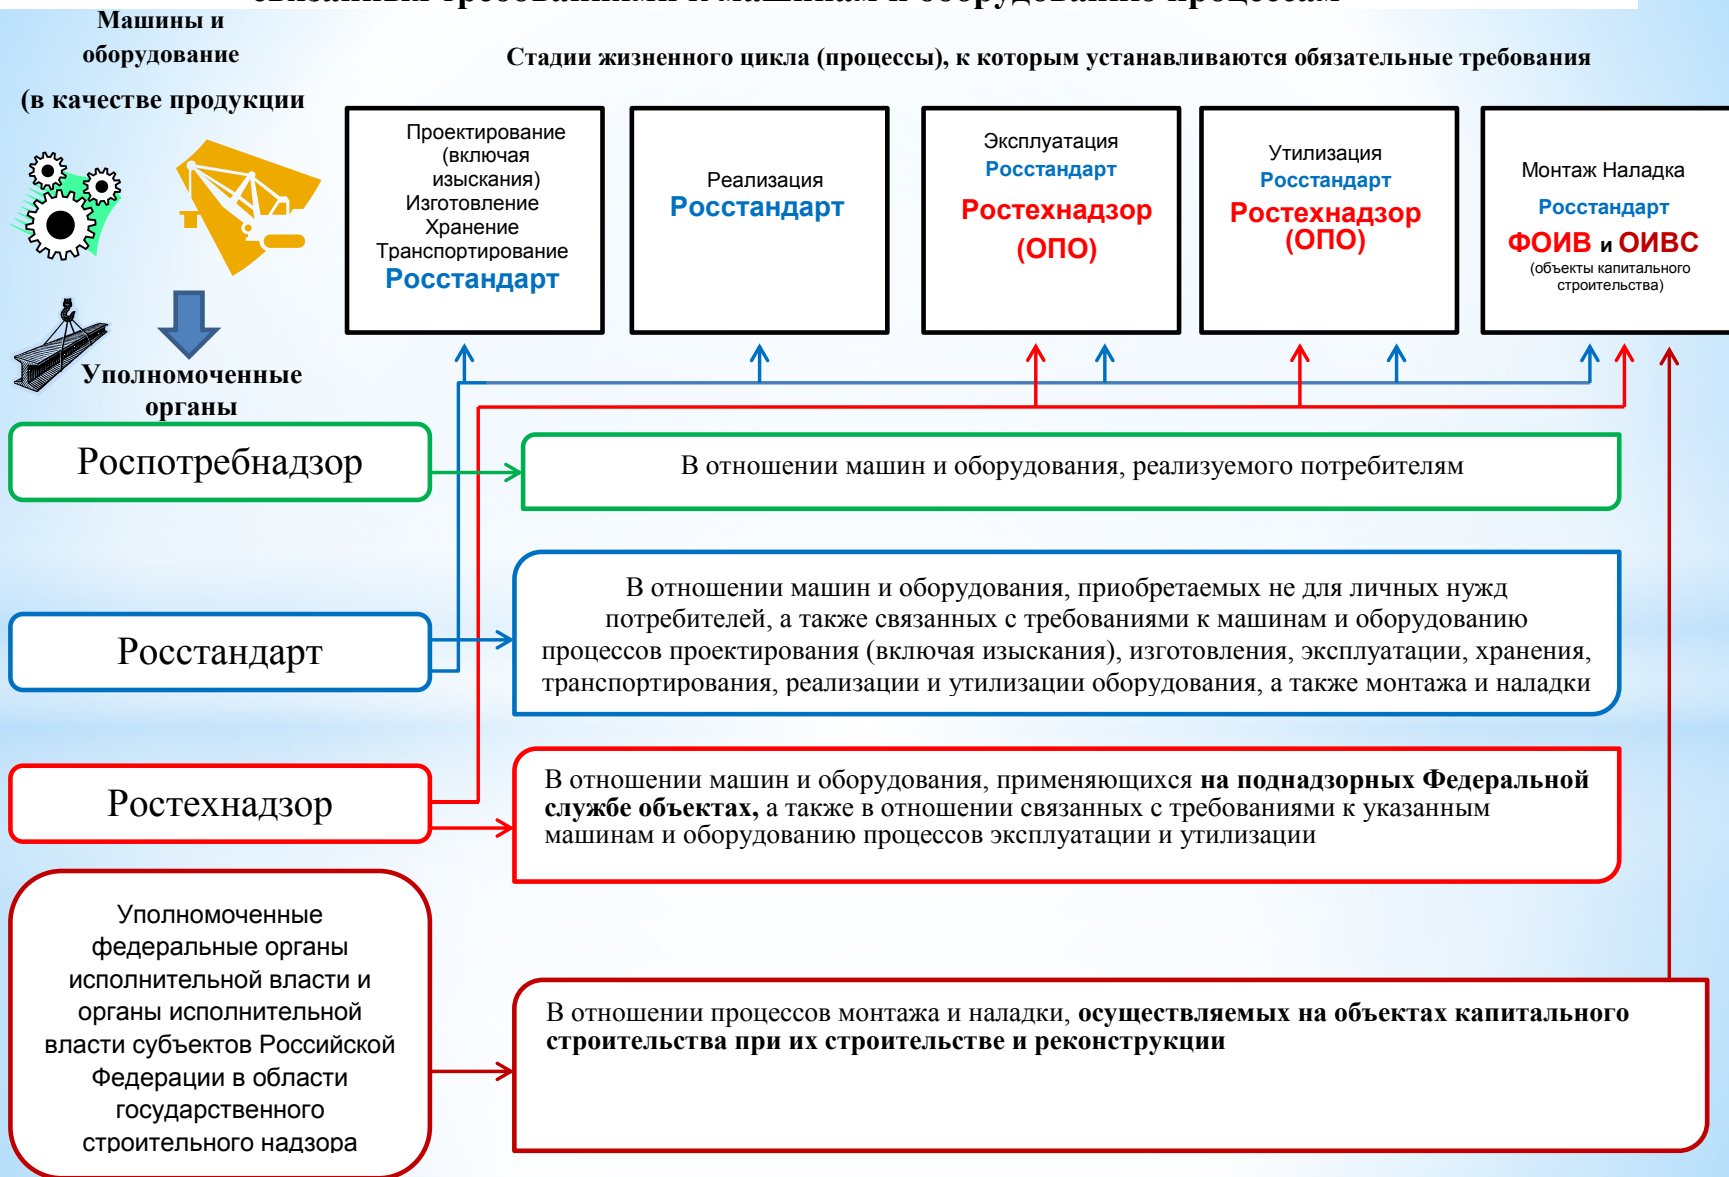 связанных требованиями к машинам и оборудованию процессам
Машины и
оборудование
(в качестве продукции
Стадии жизненного цикла (процессы), к которым устанавливаются обязательные требования
Проектирование
(включая
изыскания)
Изготовление
Хранение
Транспортирование
Росстандарт
Реализация
Росстандарт
Эксплуатация
Росстандарт
Ростехнадзор
(ОПО)
Утилизация
Росстандарт
Ростехнадзор
(ОПО)
Монтаж Наладка
Росстандарт
ФОИВ и ОИВС
(объекты капитального
строительства)
Уполномоченные
органы
Роспотребнадзор
В отношении машин и оборудования, реализуемого потребителям
Росстандарт
В отношении машин и оборудования, приобретаемых не для личных нужд
потребителей, а также связанных с требованиями к машинам и оборудованию
процессов проектирования (включая изыскания), изготовления, эксплуатации, хранения,
транспортирования, реализации и утилизации оборудования, а также монтажа и наладки
Ростехнадзор
В отношении машин и оборудования, применяющихся на поднадзорных Федеральной
службе объектах, а также в отношении связанных с требованиями к указанным
машинам и оборудованию процессов эксплуатации и утилизации
Уполномоченные
федеральные органы
исполнительной власти и
органы исполнительной
власти субъектов Российской
Федерации в области
государственного
строительного надзора
В отношении процессов монтажа и наладки, осуществляемых на объектах капитального
строительства при их строительстве и реконструкции